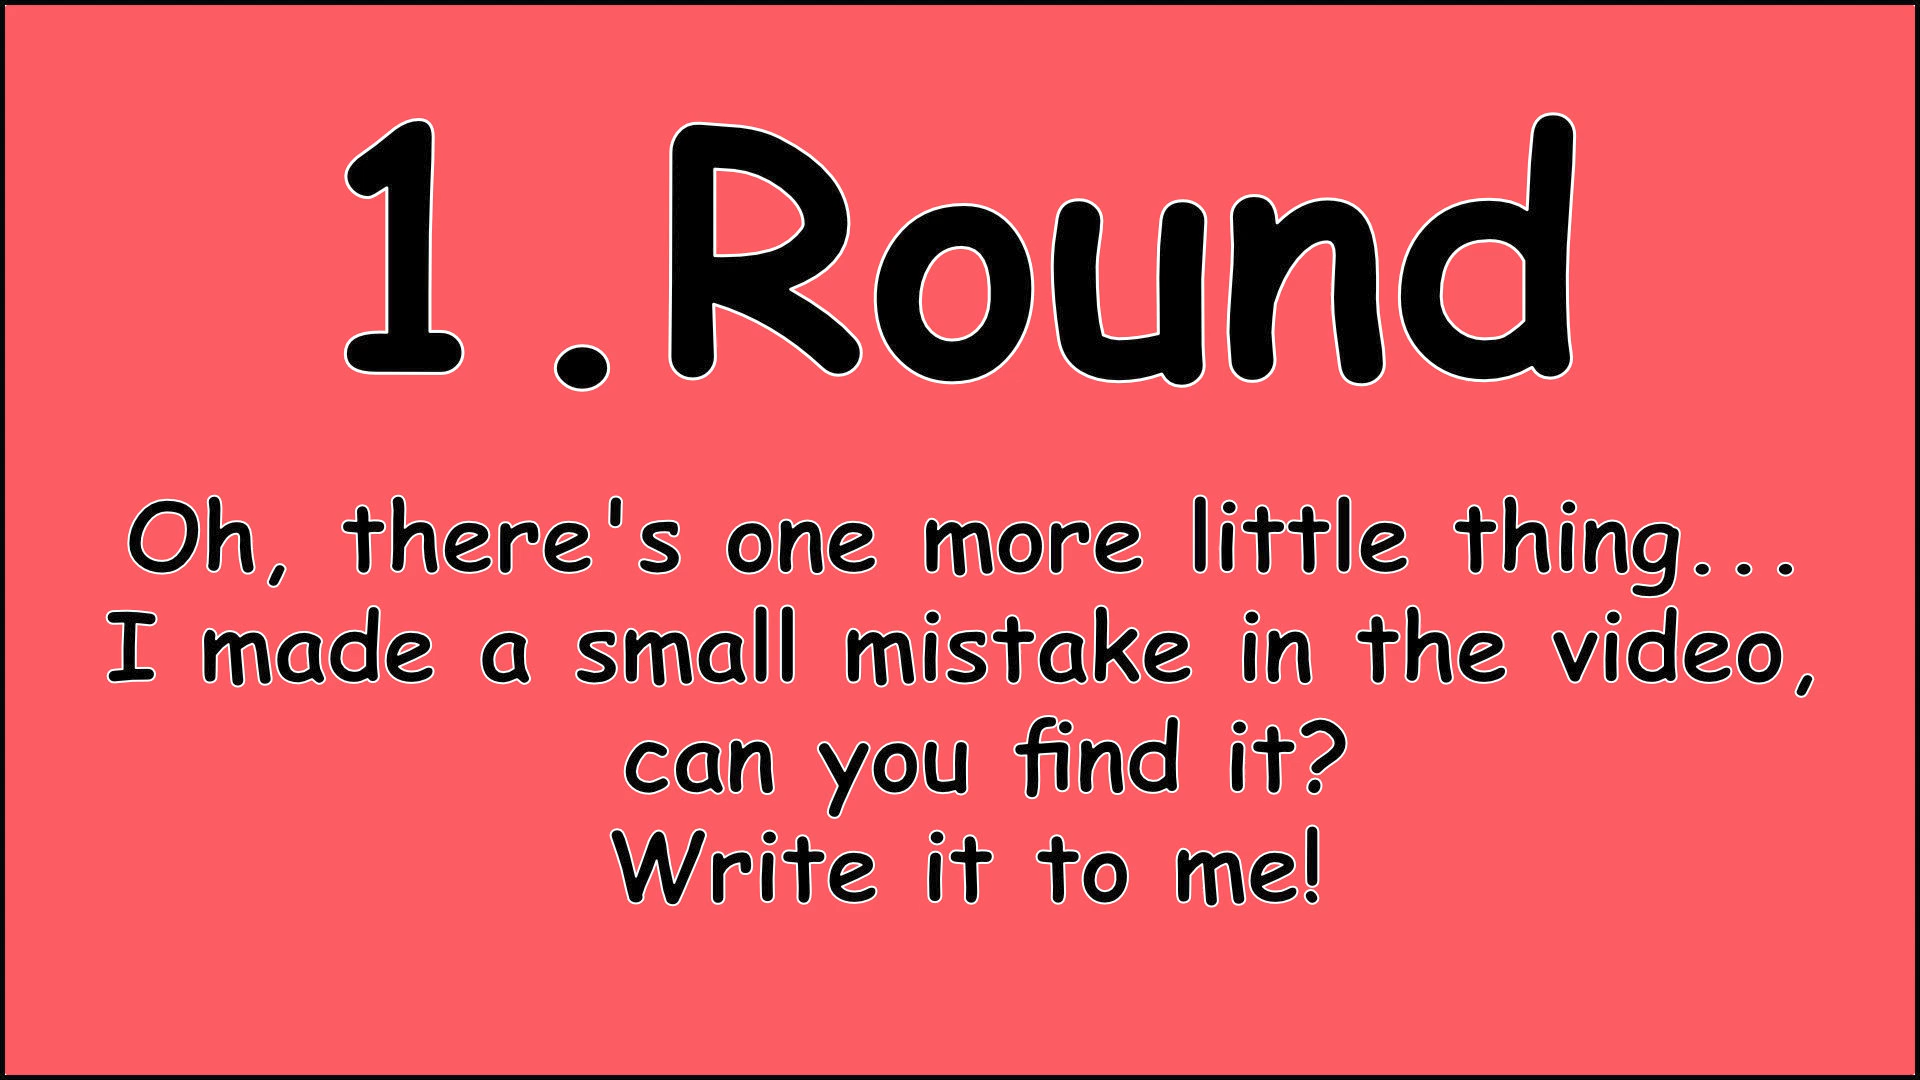 1.Round
Oh, there's one more little thing...
I made a small mistake in the video,
can you find it?
Write it to me!